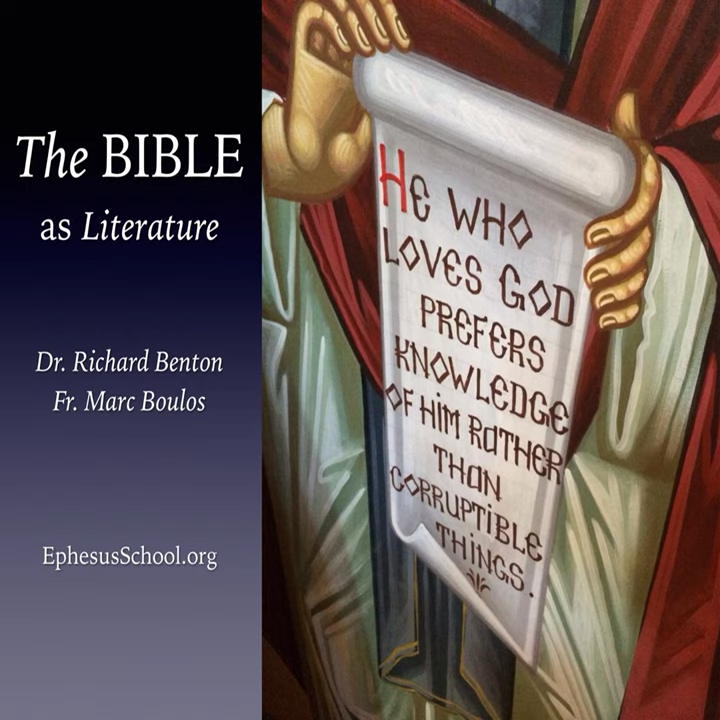 The BIBLE
as Literature
Dr. Richard Benton
Fr. Marc Boulos
EphesusSchool.org
HE WHO
LOVES GOD
PREFERS
KNOWLEDGE
OF HIM RATHER
THAN
CORRUPTIBLE
THINGS.